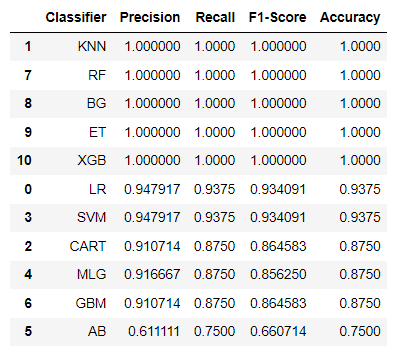 Classifier Precision Recall F1-Score Accuracy
1 KNN 1.000000 1.0000 1.000000 1.0000
7 RF 1.000000 1.0000 1.000000 1.0000
8 BG 1.000000 1.0000 1.000000 1.0000
9 ET 1.000000 1.0000 1.000000 1.0000
10 XGB 1.000000 1.0000 1.000000 1.0000
0 LR 0.947917 0.9375 0.934091 0.9375
3 SVM 0.947917 0.9375 0.934091 0.9375
2 CART 0.910714 0.8750 0.864583 0.8750
4 MLG 0.916667 0.8750 0.856250 0.8750
6 GBM 0.910714 0.8750 0.864583 0.8750
5 AB 0.611111 0.7500 0.660714 0.7500